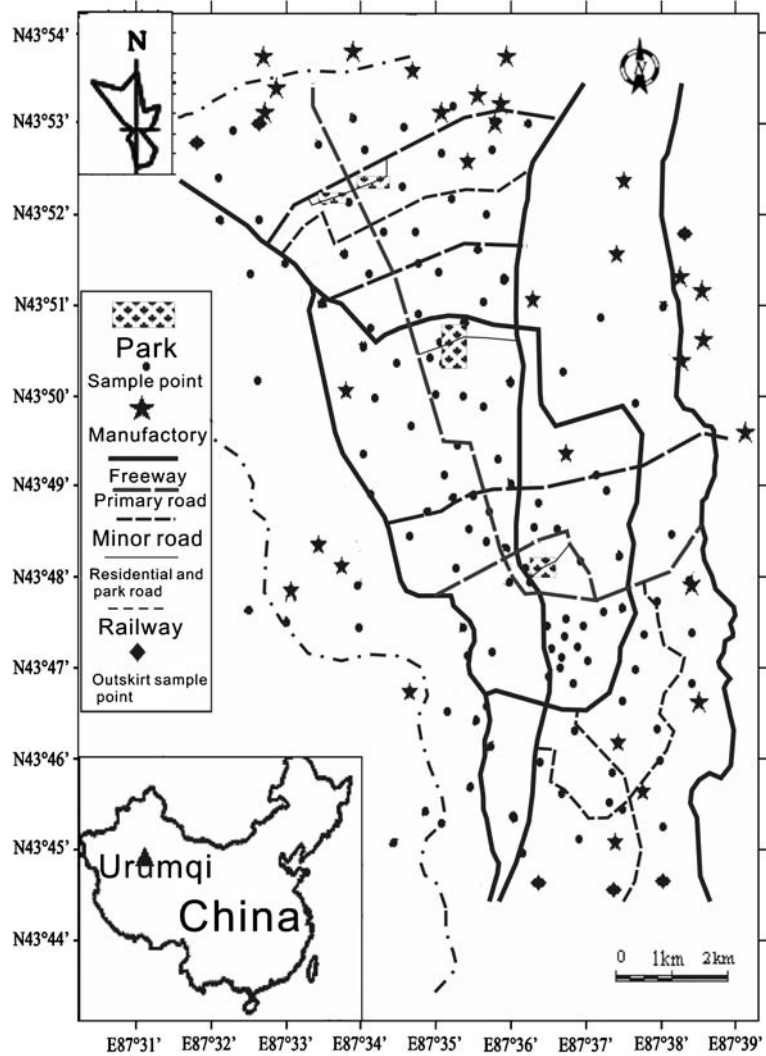 N43°54'
N
N
N43°53'
N43°52'
N43°51'
Park
Sample point
N43°50'
Manufactory
N43°49'
Freeway
Primary road
Minor road
N43°48'
Residential and
park road
Railway
N43°47'
Outskirt sample
point
N43°46'
N43°45'
Urumqi
China
N43°44'
0 1km 2km
E87°31' E87°32' E87°33' E87°34' E87°35' E87°36' E87°37' E87°38' E87°39'